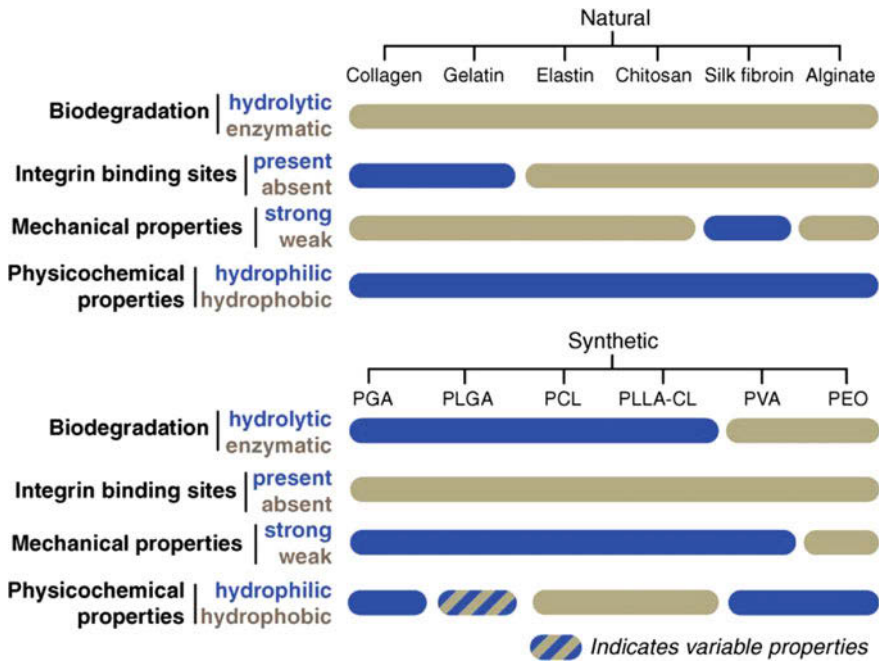 Natural
Collagen Gelatin Elastin Chitosan Silk fibroin Alginate
Biodegradation hydrolytic
enzymatic
Integrin binding sites present
absent
Mechanical properties strong
weak
Physicochemical hydrophilic
properties hydrophobic
Synthetic
PGA PLGA PCL PLLA-CL PVA PEO
Biodegradation hydrolytic
enzymatic
Integrin binding sites present
absent
Mechanical properties strong
weak
Physicochemical hydrophilic
properties hydrophobic
Indicates variable properties